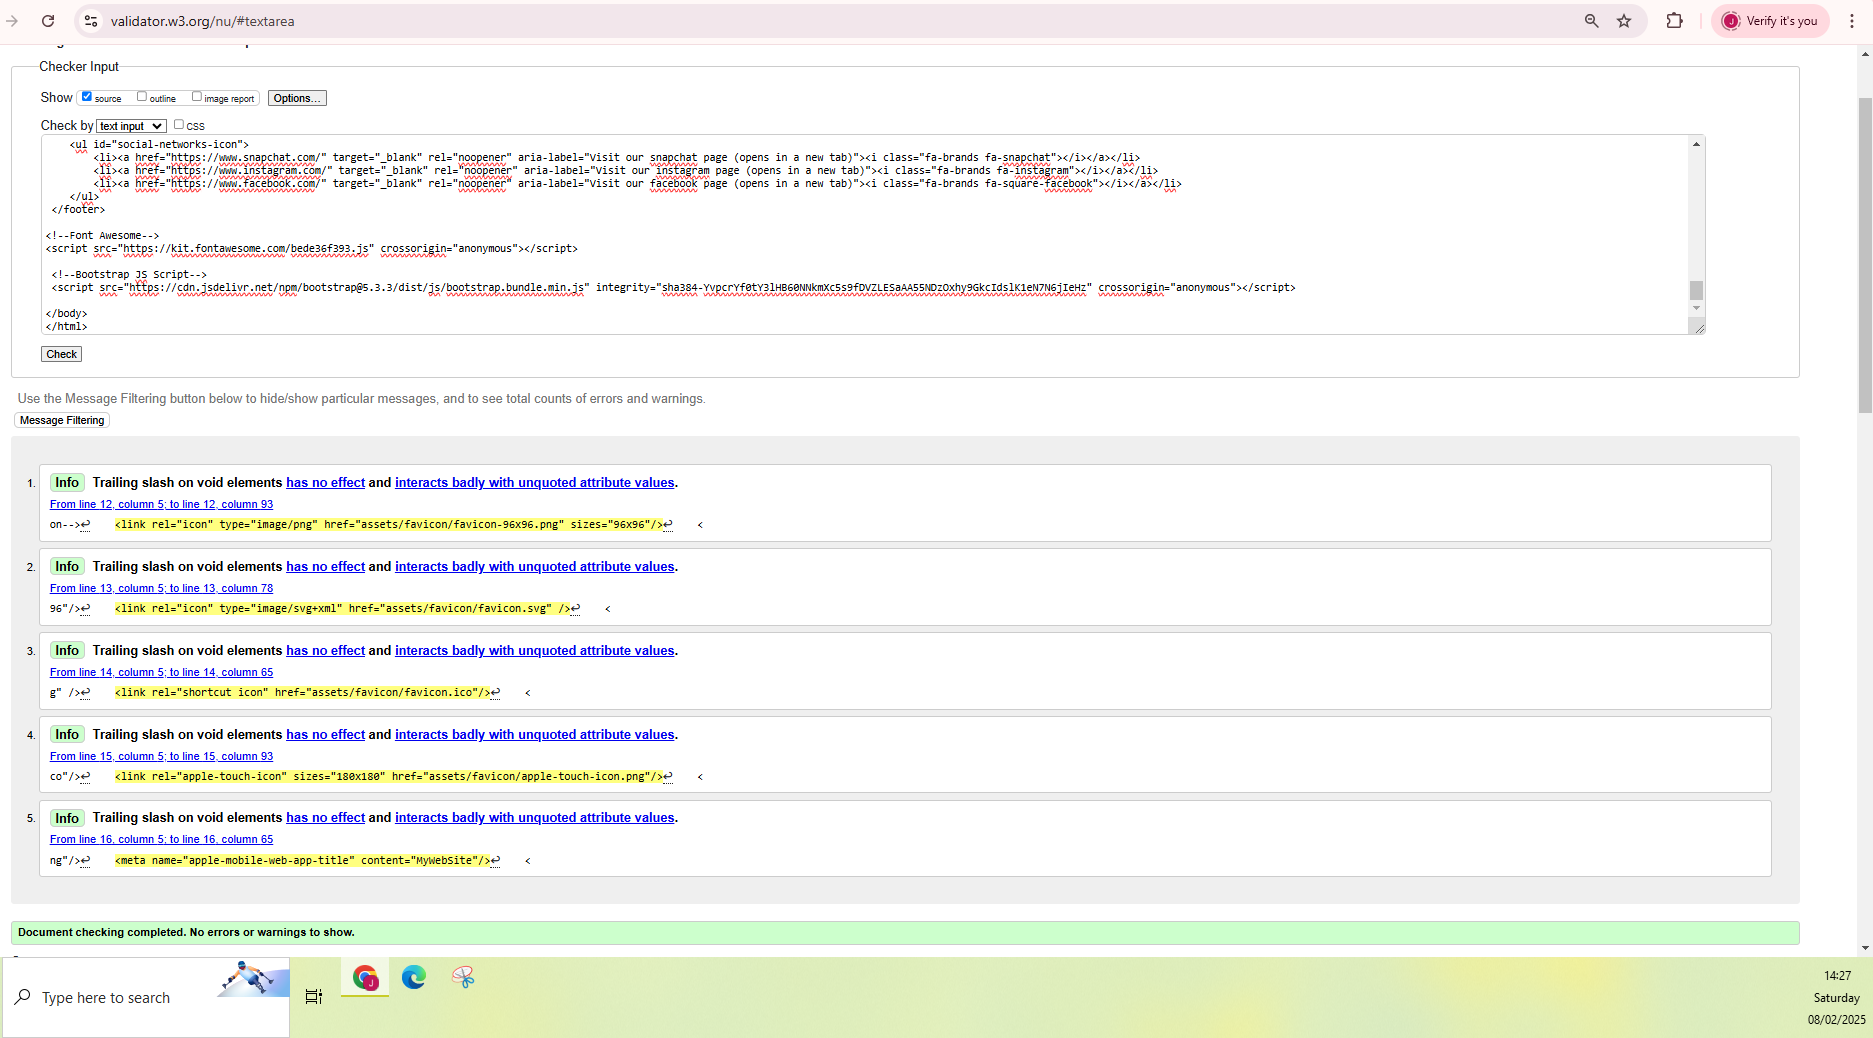 validator.w3.org/nu/#textarea
Verify it's you
Checker Input
Show source outline image report Options...
Check by text input CSS
<ul id="social-networks-icon">
<li><a href="https://www.snapchat.com/" target="_blank" rel="noopener" aria-label="Visit our snapchat page (opens in a new tab)"><i class="fa-brands fa-snapchat"></i></a></li>
<li><a href="https://www.instagram.com/" target="_blank" rel="noopener" aria-label="Visit our instagram page (opens in a new tab)"><i class="fa-brands fa-instagram"></i></a></li>
<li><a href="https://www.facebook.com/" target="_blank" rel="noopener" aria-label="Visit our facebook page (opens in a new tab)"><i class="fa-brands fa-square-facebook"></i></a></li>
</ul>
</footer>
<!--Font Awesome-->
<script src="https://kit.fontawesome.com/bede36f393.js" crossorigin="anonymous"></script>
<!--Bootstrap JS Script-->
<script src="https://cdn.jsdelivr.net/npm/bootstrap@5.3.3/dist/js/bootstrap.bundle.min.js" integrity="sha384-YvpcrYf0tY3lHB60NNkmXc5s9fDVZLESaAA55NDzOxhy9GkcIdslK1eN7N6jIeHz" crossorigin="anonymous"></script>
</body>
</html>
Check
Use the Message Filtering button below to hide/show particular messages, and to see total counts of errors and warnings.
Message Filtering
1. Info Trailing slash on void elements has no effect and interacts badly with unquoted attribute values.
From line 12, column 5; to line 12, column 93
on-->↩ <link rel="icon" type="image/png" href="assets/favicon/favicon-96x96.png" sizes="96x96"/>↩ <
2. Info Trailing slash on void elements has no effect and interacts badly with unquoted attribute values.
From line 13, column 5; to line 13, column 78
96"/>↩ <link rel="icon" type="image/svg+xml" href="assets/favicon/favicon.svg" />↩ <
3. Info Trailing slash on void elements has no effect and interacts badly with unquoted attribute values.
From line 14, column 5; to line 14, column 65
g" />↩ <link rel="shortcut icon" href="assets/favicon/favicon.ico"/>↩ <
4. Info Trailing slash on void elements has no effect and interacts badly with unquoted attribute values.
From line 15, column 5; to line 15, column 93
co"/>↩ <link rel="apple-touch-icon" sizes="180x180" href="assets/favicon/apple-touch-icon.png"/>↩ <
5. Info Trailing slash on void elements has no effect and interacts badly with unquoted attribute values.
From line 16, column 5; to line 16, column 65
ng"/>↩ <meta name="apple-mobile-web-app-title" content="MyWebSite"/>↩ <
Document checking completed. No errors or warnings to show.
Type here to search
14:27
Saturday
08/02/2025